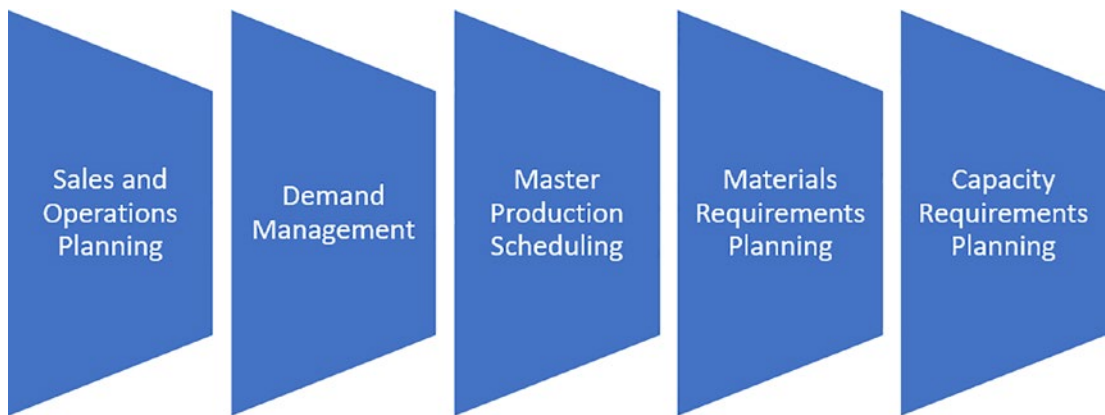 Sales and
Operations
Planning
Demand
Management
Master
Production
Scheduling
Materials
Requirements
Planning
Capacity
Requirements
Planning